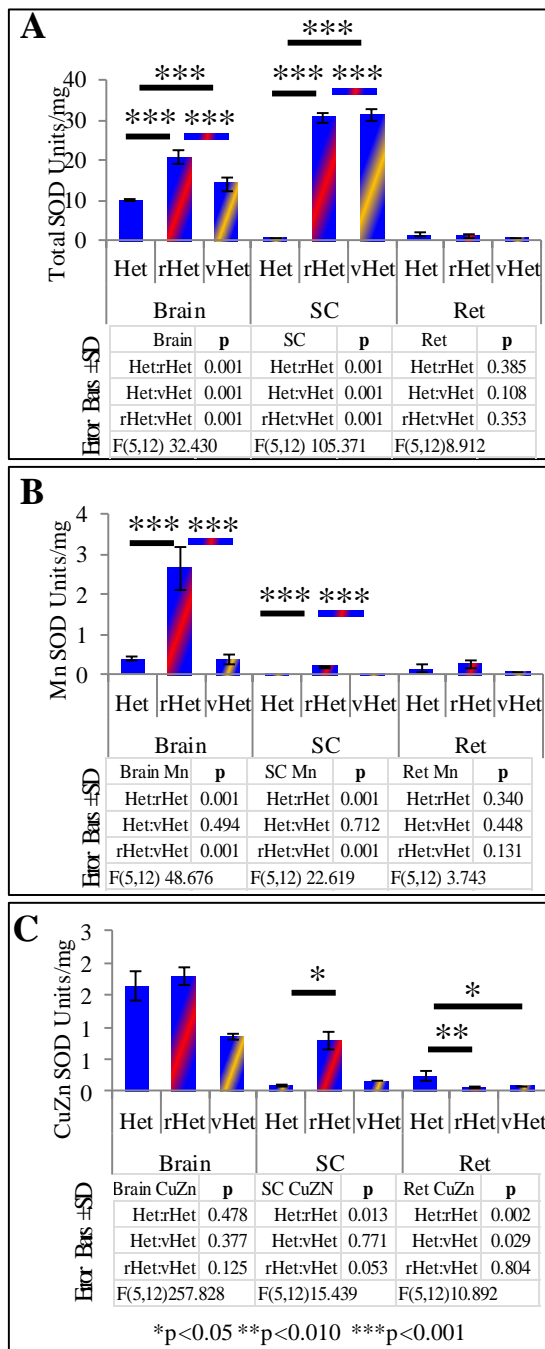 A
***
*** ***
*** ***
***
Total SOD Units/mg
40
30
20
10
0
Het rHet vHet Het rHet vHet Het rHet vHet
Brain SC Ret
Error Bars ±SD
Brain p SC p Ret p
Het:rHet 0.001 Het:rHet 0.001 Het:rHet 0.385
Het:vHet 0.001 Het:vHet 0.001 Het:vHet 0.108
rHet:vHet 0.001 rHet:vHet 0.001 rHet:vHet 0.353
F(5,12) 32.430 F(5,12) 105.371 F(5,12)8.912
B
*** ***
*** ***
Mn SOD Units/mg
4
3
2
1
0
Het rHet vHet Het rHet vHet Het rHet vHet
Brain SC Ret
Error Bars ±SD
Brain Mn p SC Mn p Ret Mn p
Het:rHet 0.001 Het:rHet 0.001 Het:rHet 0.340
Het:vHet 0.494 Het:vHet 0.712 Het:vHet 0.448
rHet:vHet 0.001 rHet:vHet 0.001 rHet:vHet 0.131
F(5,12) 48.676 F(5,12) 22.619 F(5,12) 3.743
C
*
*
**
CuZn SOD Units/mg
3
2
2
1
1
0
Het rHet vHet Het rHet vHet Het rHet vHet
Brain SC Ret
Error Bars ±SD
Brain CuZn p SC CuZN p Ret CuZn p
Het:rHet 0.478 Het:rHet 0.013 Het:rHet 0.002
Het:vHet 0.377 Het:vHet 0.771 Het:vHet 0.029
rHet:vHet 0.125 rHet:vHet 0.053 rHet:vHet 0.804
F(5,12)257.828 F(5,12)15.439 F(5,12)10.892
*p<0.05 **p<0.010 ***p<0.001